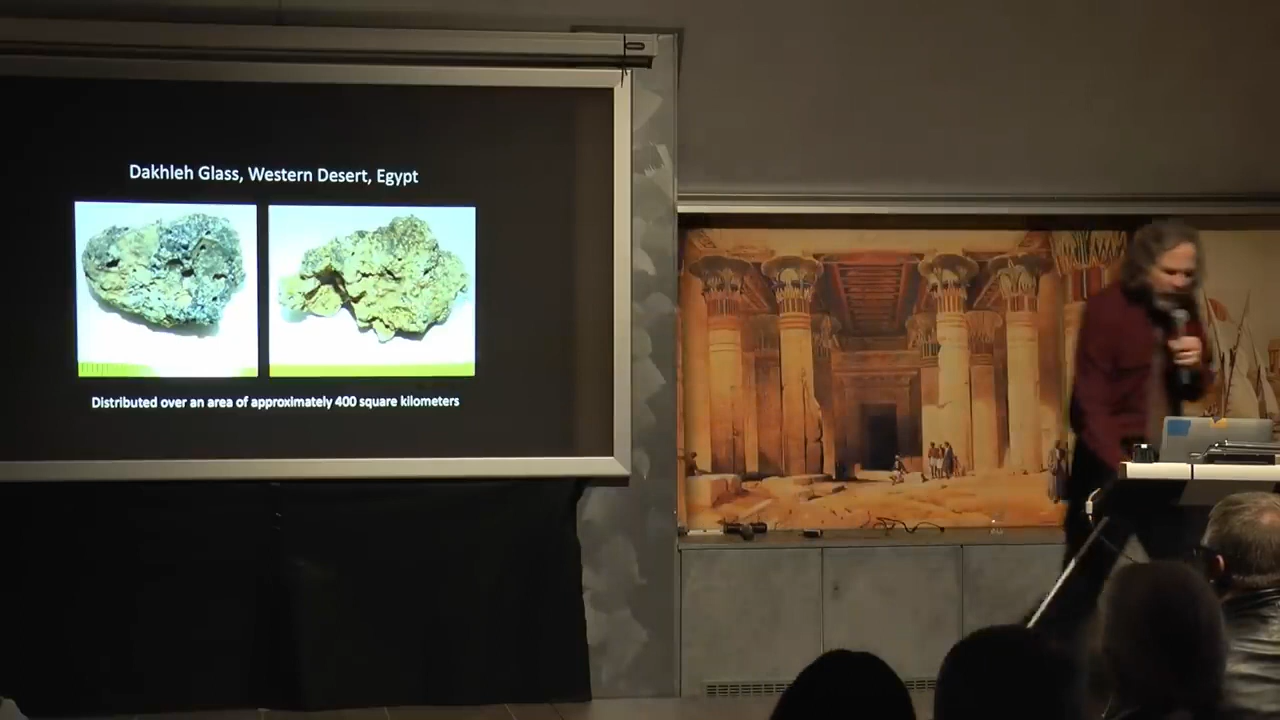 Dakhleh Glass, Western Desert, Egypt
Distributed over an area of approximately 400 square kilometers